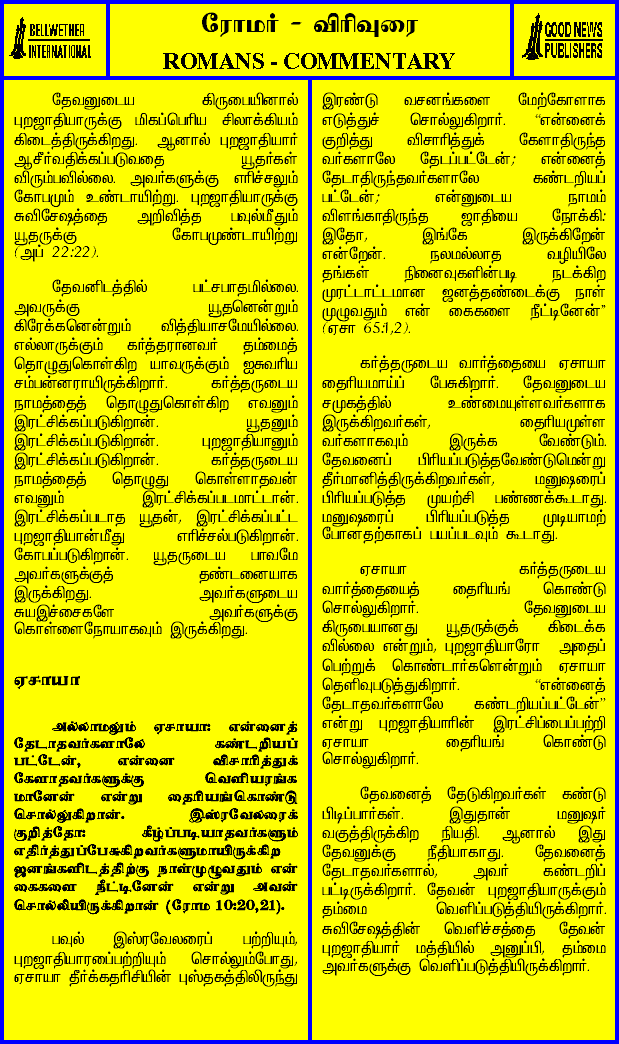 BELLWETHER
INTERNATIONAL
ரோமர் - விரிவுரை
ROMANS - COMMENTARY
GOOD NEWS
PUBLISHERS
தேவனுடைய கிருபையினால்
புறஜாதியாருக்கு மிகப்பெரிய சிலாக்கியம்
கிடைத்திருக்கிறது. ஆனால் புறஜாதியார்
ஆசீர்வதிக்கப்படுவதை யூதர்கள்
விரும்பவில்லை. அவர்களுக்கு எரிச்சலும்
கோபமும் உண்டாயிற்று. புறஜாதியாருக்கு
சுவிசேஷத்தை அறிவித்த பவுல்மீதும்
யூதருக்கு கோபமுண்டாயிற்று
(அப் 22:22).
தேவனிடத்தில் பட்சபாதமில்லை.
அவருக்கு யூதனென்றும்
கிரேக்கனென்றும் வித்தியாசமேயில்லை.
எல்லாருக்கும் கர்த்தரானவர் தம்மைத்
தொழுதுகொள்கிற யாவருக்கும் ஐசுவரிய
சம்பன்னராயிருக்கிறார். கர்த்தருடைய
நாமத்தைத் தொழுதுகொள்கிற எவனும்
இரட்சிக்கப்படுகிறான். யூதனும்
இரட்சிக்கப்படுகிறான். புறஜாதியானும்
இரட்சிக்கப்படுகிறான். கர்த்தருடைய
நாமத்தைத் தொழுது கொள்ளாதவன்
எவனும் இரட்சிக்கப்படமாட்டான்.
இரட்சிக்கப்படாத யூதன், இரட்சிக்கப்பட்ட
புறஜாதியான்மீது எரிச்சல்படுகிறான்.
கோபப்படுகிறான். யூதருடைய பாவமே
அவர்களுக்குத் தண்டனையாக
இருக்கிறது. அவர்களுடைய
சுயஇச்சைகளே அவர்களுக்கு
கொள்ளைநோயாகவும் இருக்கிறது.
ஏசாயா
அல்லாமலும் ஏசாயா: என்னைத்
தேடாதவர்களாலே கண்டறியப்
பட்டேன், என்னை விசாரித்துக்
கேளாதவர்களுக்கு வெளியரங்க
மானேன் என்று தைரியங்கொண்டு
சொல்லுகிறான். இஸ்ரவேலரைக்
குறித்தோ: கீழ்ப்படியாதவர்களும்
எதிர்த்துப்பேசுகிறவர்களுமாயிருக்கிற
ஜனங்களிடத்திற்கு நாள்முழுவதும் என்
கைகளை நீட்டினேன் என்று அவன்
சொல்லியிருக்கிறான் (ரோம 10:20,21).
பவுல் இஸ்ரவேலரைப் பற்றியும்,
புறஜாதியாரைப்பற்றியும் சொல்லும்போது,
ஏசாயா தீர்க்கதரிசியின் புஸ்தகத்திலிருந்து
இரண்டு வசனங்களை மேற்கோளாக
எடுத்துச் சொல்லுகிறார். “என்னைக்
குறித்து விசாரித்துக் கேளாதிருந்த
வர்களாலே தேடப்பட்டேன்; என்னைத்
தேடாதிருந்தவர்களாலே கண்டறியப்
பட்டேன்; என்னுடைய நாமம்
விளங்காதிருந்த ஜாதியை நோக்கி:
இதோ, இங்கே இருக்கிறேன்
என்றேன். நலமல்லாத வழியிலே
தங்கள் நினைவுகளின்படி நடக்கிற
முரட்டாட்டமான ஜனத்தண்டைக்கு நாள்
முழுவதும் என் கைகளை நீட்டினேன்”
(ஏசா 65:1,2).
கர்த்தருடைய வார்த்தையை ஏசாயா
தைரியமாய்ப் பேசுகிறார். தேவனுடைய
சமுகத்தில் உண்மையுள்ளவர்களாக
இருக்கிறவர்கள், தைரியமுள்ள
வர்களாகவும் இருக்க வேண்டும்.
தேவனைப் பிரியப்படுத்தவேண்டுமென்று
தீர்மானித்திருக்கிறவர்கள், மனுஷரைப்
பிரியப்படுத்த முயற்சி பண்ணக்கூடாது.
மனுஷரைப் பிரியப்படுத்த முடியாமற்
போனதற்காகப் பயப்படவும் கூடாது.
ஏசாயா கர்த்தருடைய
வார்த்தையைத் தைரியங் கொண்டு
சொல்லுகிறார். தேவனுடைய
கிருபையானது யூதருக்குக் கிடைக்க
வில்லை என்றும், புறஜாதியாரோ அதைப்
பெற்றுக் கொண்டார்களென்றும் ஏசாயா
தெளிவுபடுத்துகிறார். “என்னைத்
தேடாதவர்களாலே கண்டறியப்பட்டேன்”
என்று புறஜாதியாரின் இரட்சிப்பைப்பற்றி
ஏசாயா தைரியங் கொண்டு
சொல்லுகிறார்.
தேவனைத் தேடுகிறவர்கள் கண்டு
பிடிப்பார்கள். இதுதான் மனுஷர்
வகுத்திருக்கிற நியதி. ஆனால் இது
தேவனுக்கு நீதியாகாது. தேவனைத்
தேடாதவர்களால், அவர் கண்டறிப்
பட்டிருக்கிறார். தேவன் புறஜாதியாருக்கும்
தம்மை வெளிப்படுத்தியிருக்கிறார்.
சுவிசேஷத்தின் வெளிச்சத்தை தேவன்
புறஜாதியார் மத்தியில் அனுப்பி, தம்மை
அவர்களுக்கு வெளிப்படுத்தியிருக்கிறார்.